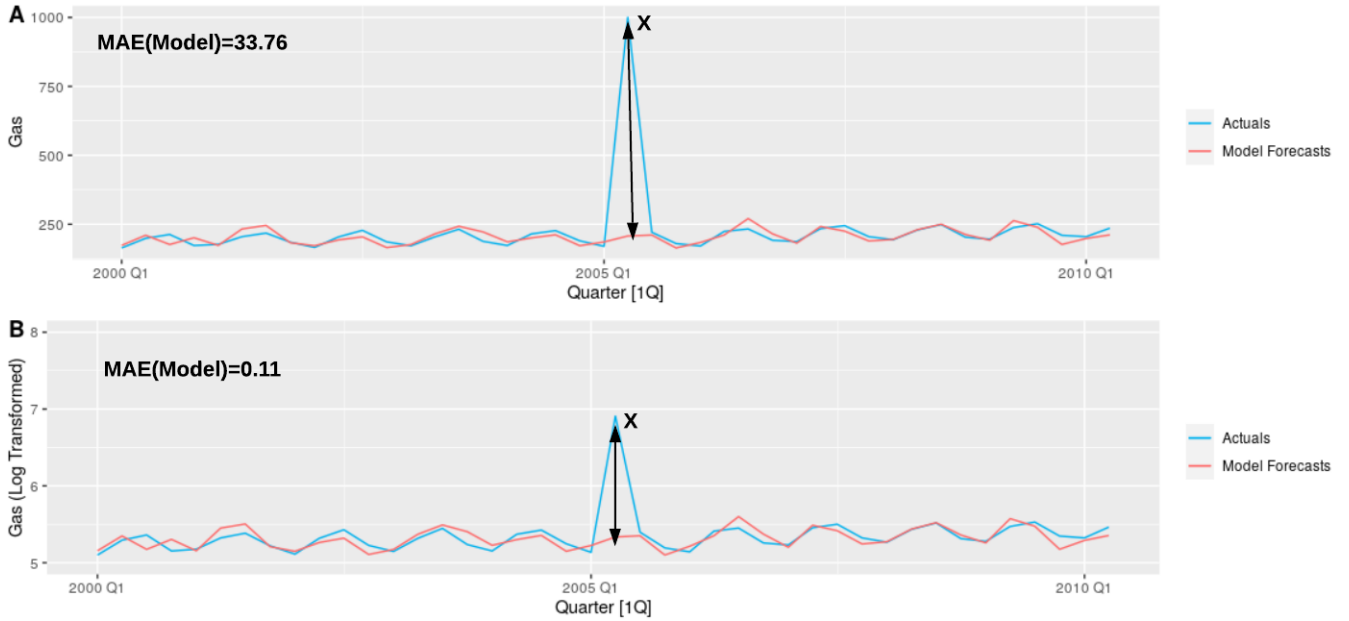 A
MAE(Model)=33.76
X
1000
750
500
250
Gas
2000 Q1
2005 Q1
2010 Q1
Quarter [1Q]
Actuals
Model Forecasts
B
MAE(Model)=0.11
X
8
7
6
5
Gas (Log Transformed)
2000 Q1
2005 Q1
2010 Q1
Quarter [1Q]
Actuals
Model Forecasts